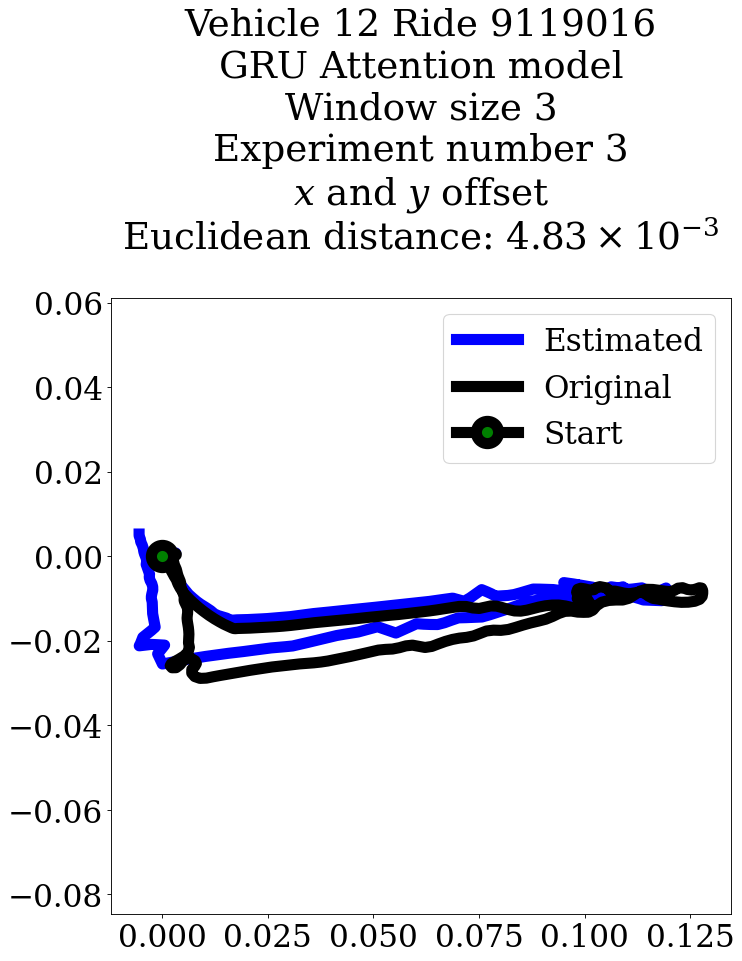 Vehicle 12 Ride 9119016
GRU Attention model
Window size 3
Experiment number 3
x and y offset
Euclidean distance: 4.83 × 10⁻³
Estimated
Original
Start
0.06
0.04
0.02
0.00
−0.02
−0.04
−0.06
−0.08
0.000 0.025 0.050 0.075 0.100 0.125